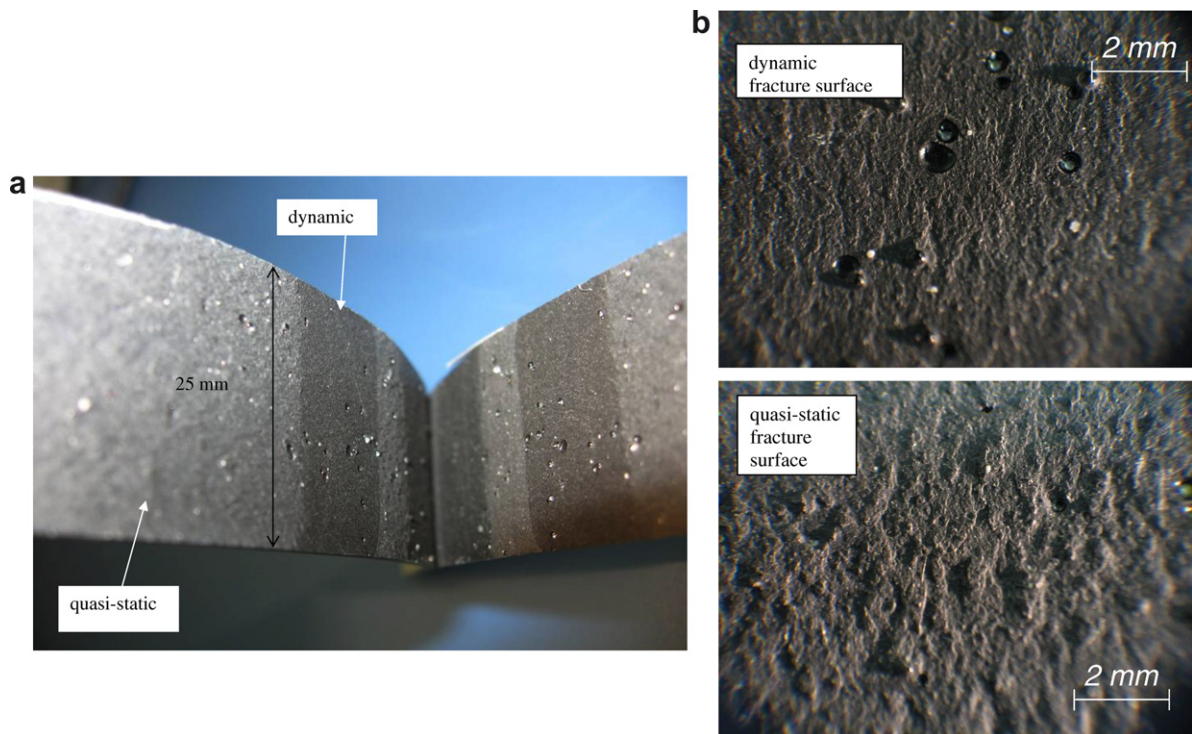 a
dynamic
25 mm
quasi-static
b
dynamic
fracture surface
2 mm
quasi-static
fracture
surface
2 mm